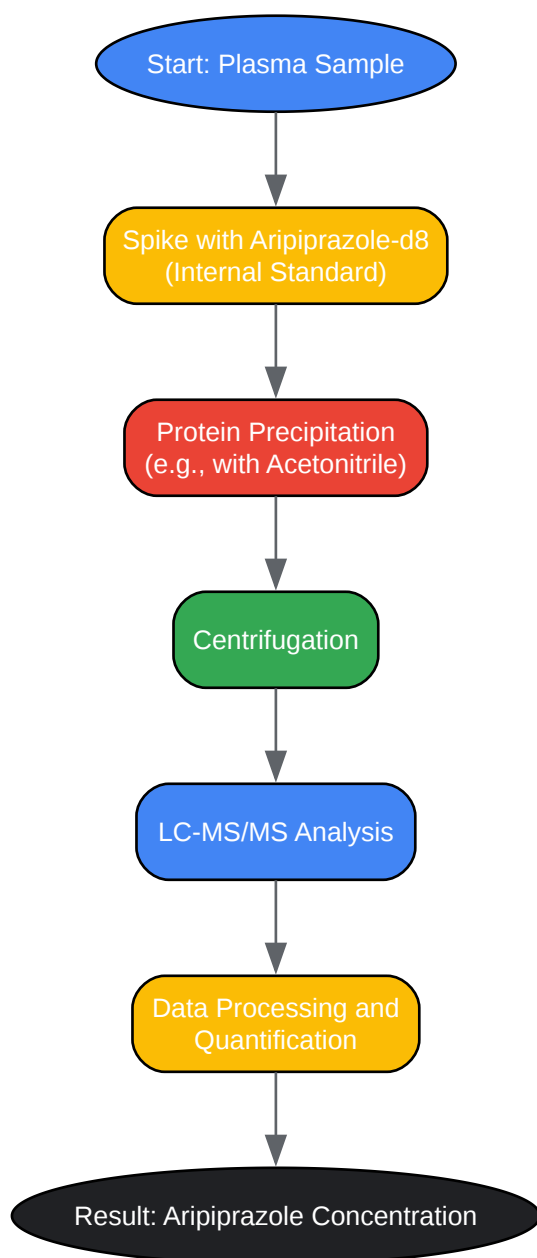 Start: Plasma Sample
Spike with Aripiprazole-d8
(Internal Standard)
Protein Precipitation
(e.g., with Acetonitrile)
Centrifugation
LC-MS/MS Analysis
Data Processing and
Quantification
Result: Aripiprazole Concentration